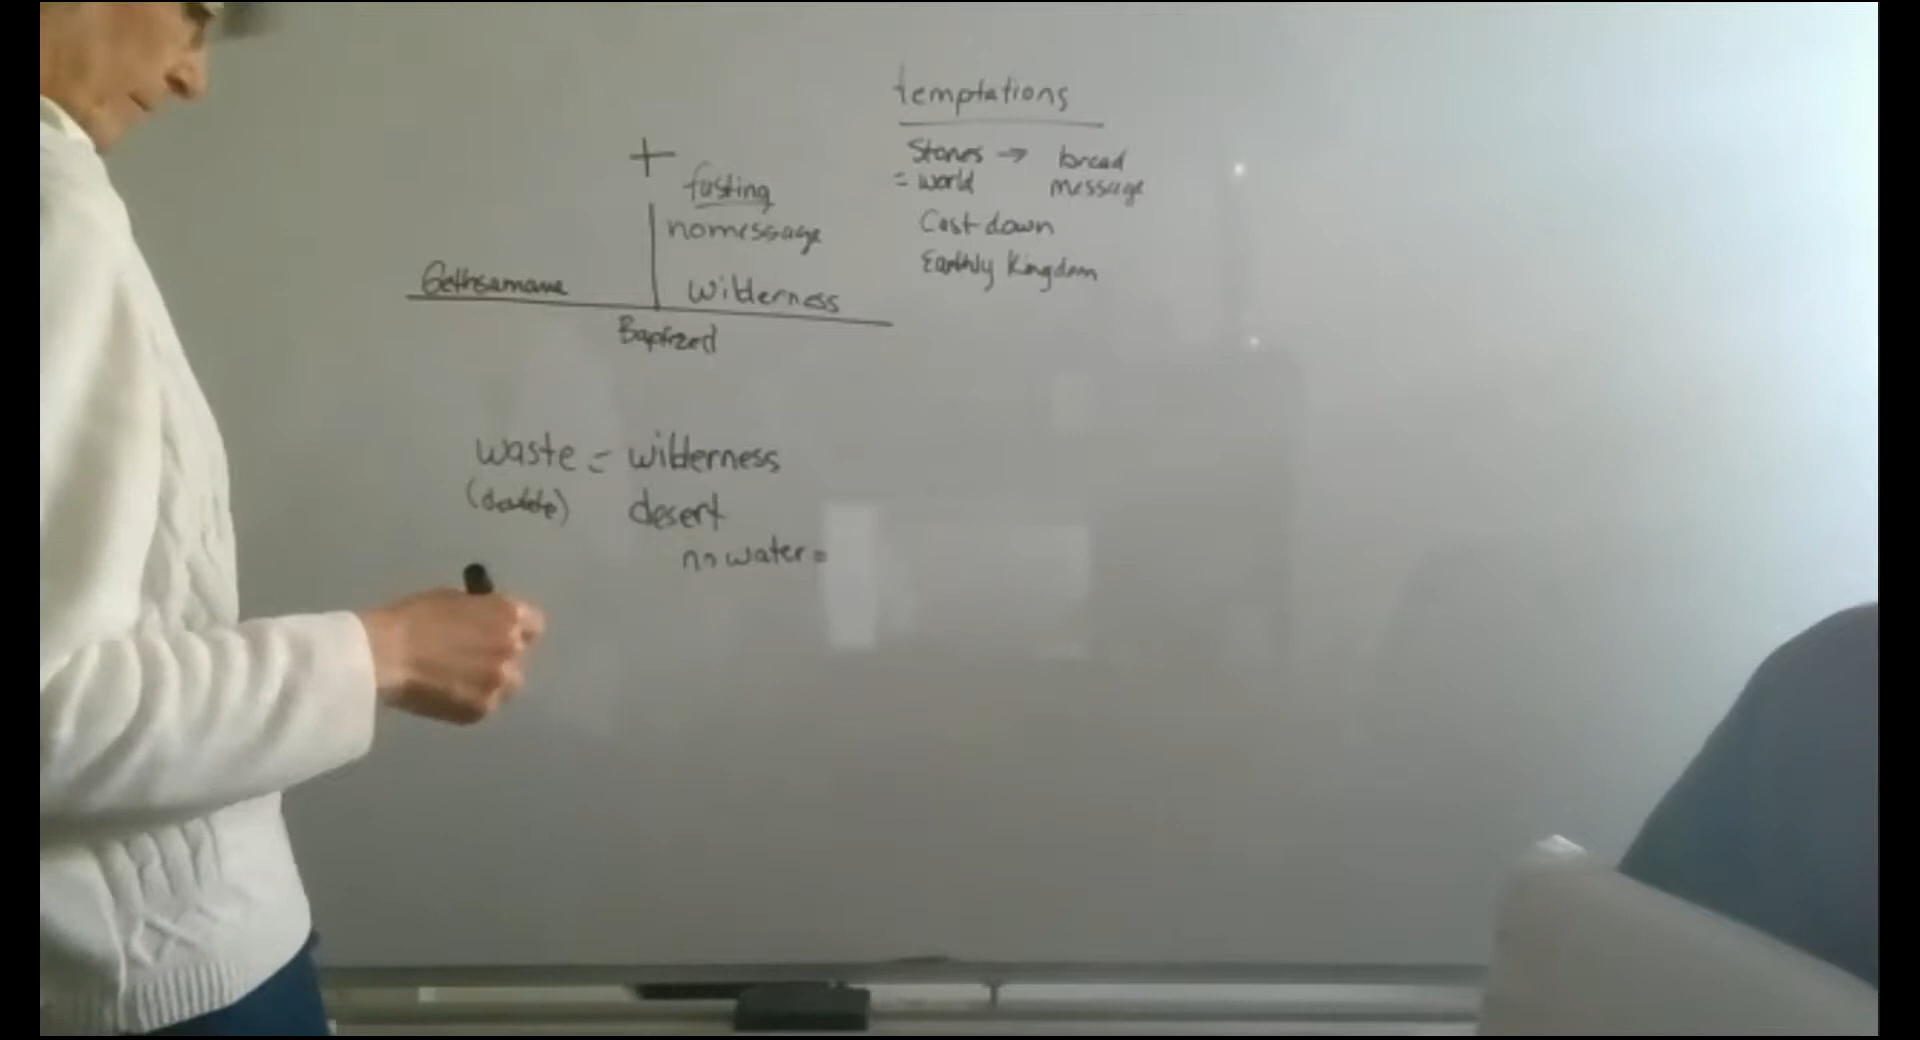 temptations
Stones → bread
= world message
Cast down
Earthly Kingdom
+
fasting
nomessage
Gethsemane
Wilderness
Baptized
waste = wilderness
(double) desert
no water =